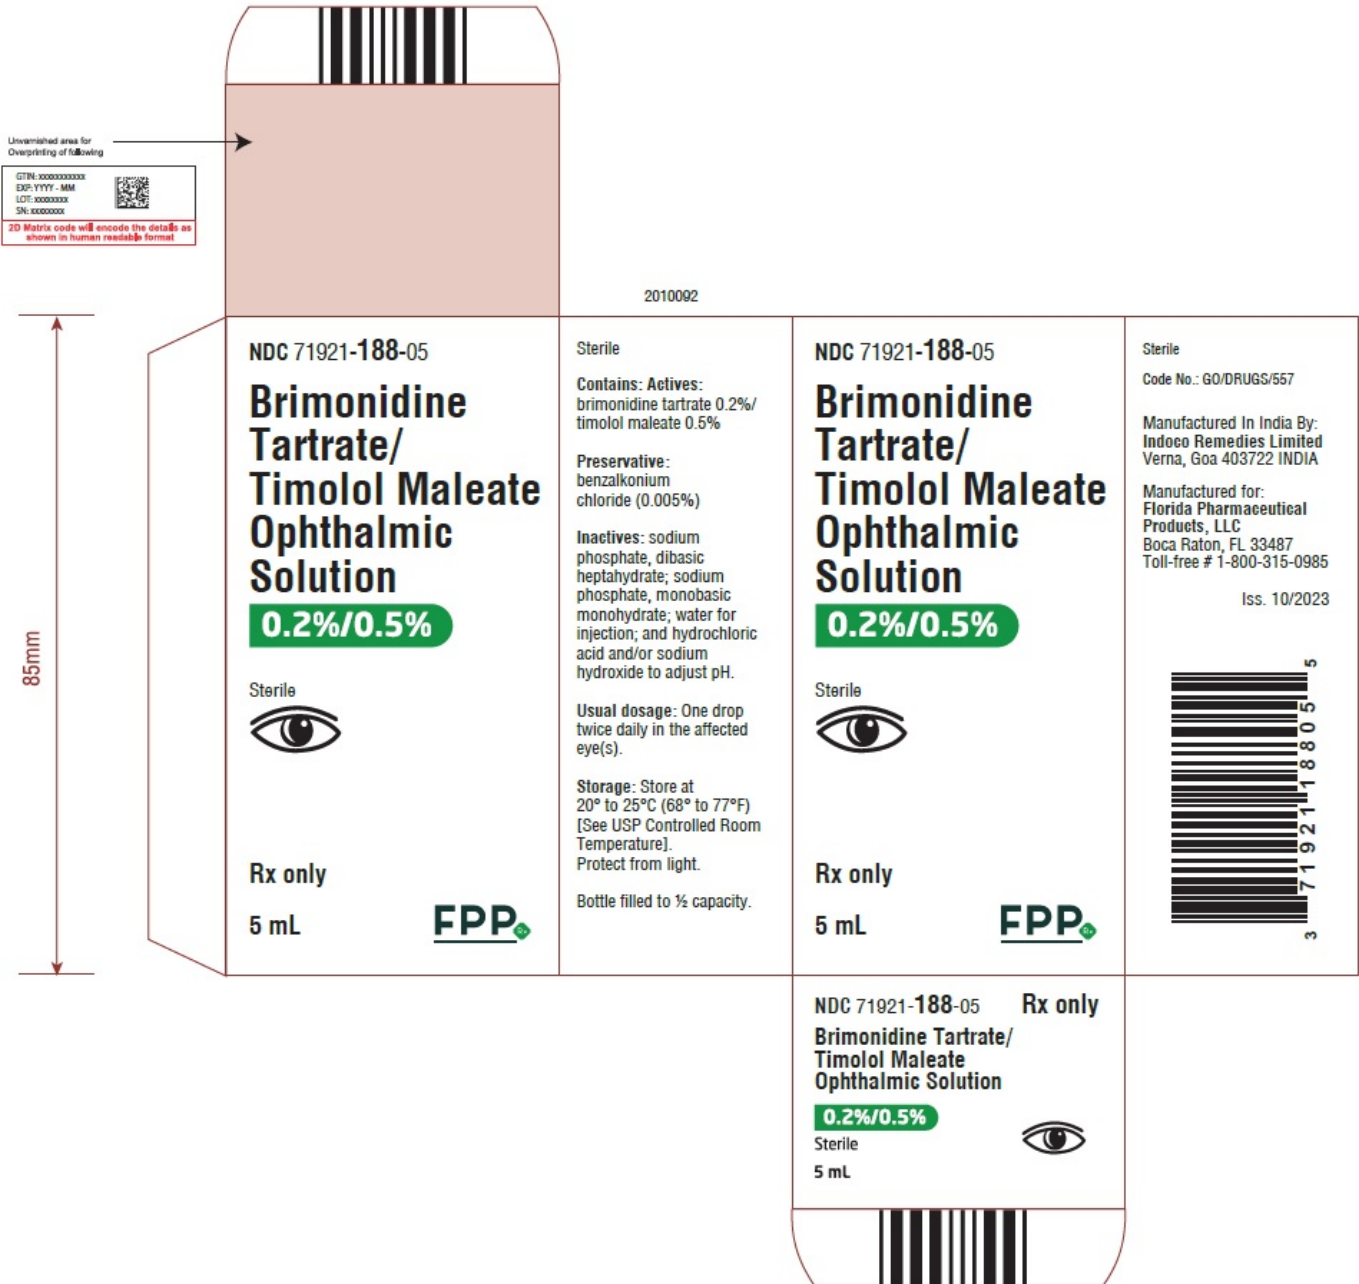 Unvarnished area for
Overprinting of following
GTIN: xxxxxxxxxxx
EXP: YYYY - MM
LOT: xxxxxxxx
SN: xxxxxxxx
2D Matrix code will encode the details as
shown in human readable format
2010092
85mm
NDC 71921-188-05
Brimonidine
Tartrate/
Timolol Maleate
Ophthalmic
Solution
0.2%/0.5%
Sterile
Rx only
5 mL
FPP
Rx
Sterile
Contains: Actives:
brimonidine tartrate 0.2%/
timolol maleate 0.5%
Preservative:
benzalkonium
chloride (0.005%)
Inactives: sodium
phosphate, dibasic
heptahydrate; sodium
phosphate, monobasic
monohydrate; water for
injection; and hydrochloric
acid and/or sodium
hydroxide to adjust pH.
Usual dosage: One drop
twice daily in the affected
eye(s).
Storage: Store at
20° to 25°C (68° to 77°F)
[See USP Controlled Room
Temperature].
Protect from light.
Bottle filled to ½ capacity.
NDC 71921-188-05
Brimonidine
Tartrate/
Timolol Maleate
Ophthalmic
Solution
0.2%/0.5%
Sterile
Rx only
5 mL
FPP
Rx
Sterile
Code No.: GO/DRUGS/557
Manufactured In India By:
Indoco Remedies Limited
Verna, Goa 403722 INDIA
Manufactured for:
Florida Pharmaceutical
Products, LLC
Boca Raton, FL 33487
Toll-free # 1-800-315-0985
Iss. 10/2023
3 71921 18805 5
NDC 71921-188-05 Rx only
Brimonidine Tartrate/
Timolol Maleate
Ophthalmic Solution
0.2%/0.5%
Sterile
5 mL